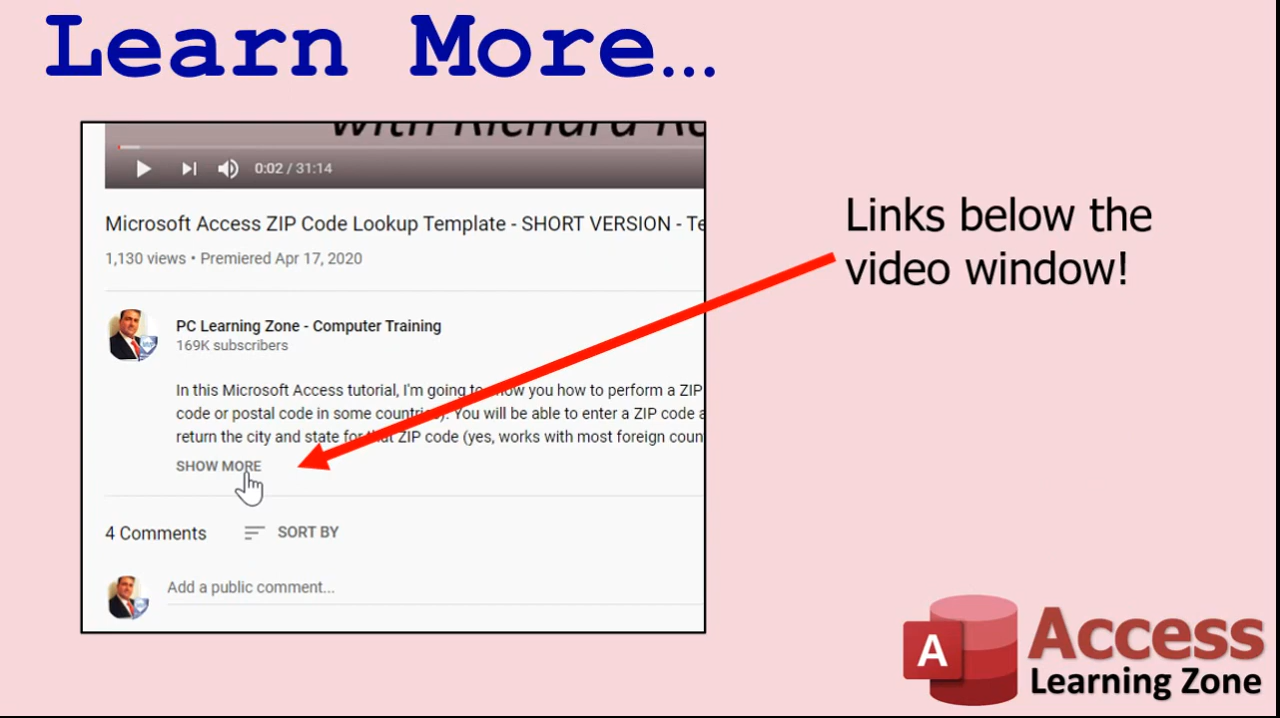 Learn More...
with Richard
0:02 / 31:14
Microsoft Access ZIP Code Lookup Template - SHORT VERSION - Te
1,130 views • Premiered Apr 17, 2020
Links below the
video window!
PC Learning Zone - Computer Training
169K subscribers
In this Microsoft Access tutorial, I'm going to show you how to perform a ZIP
code or postal code in some countries). You will be able to enter a ZIP code a
return the city and state for that ZIP code (yes, works with most foreign coun
SHOW MORE
4 Comments SORT BY
Add a public comment...
A Access
Learning Zone